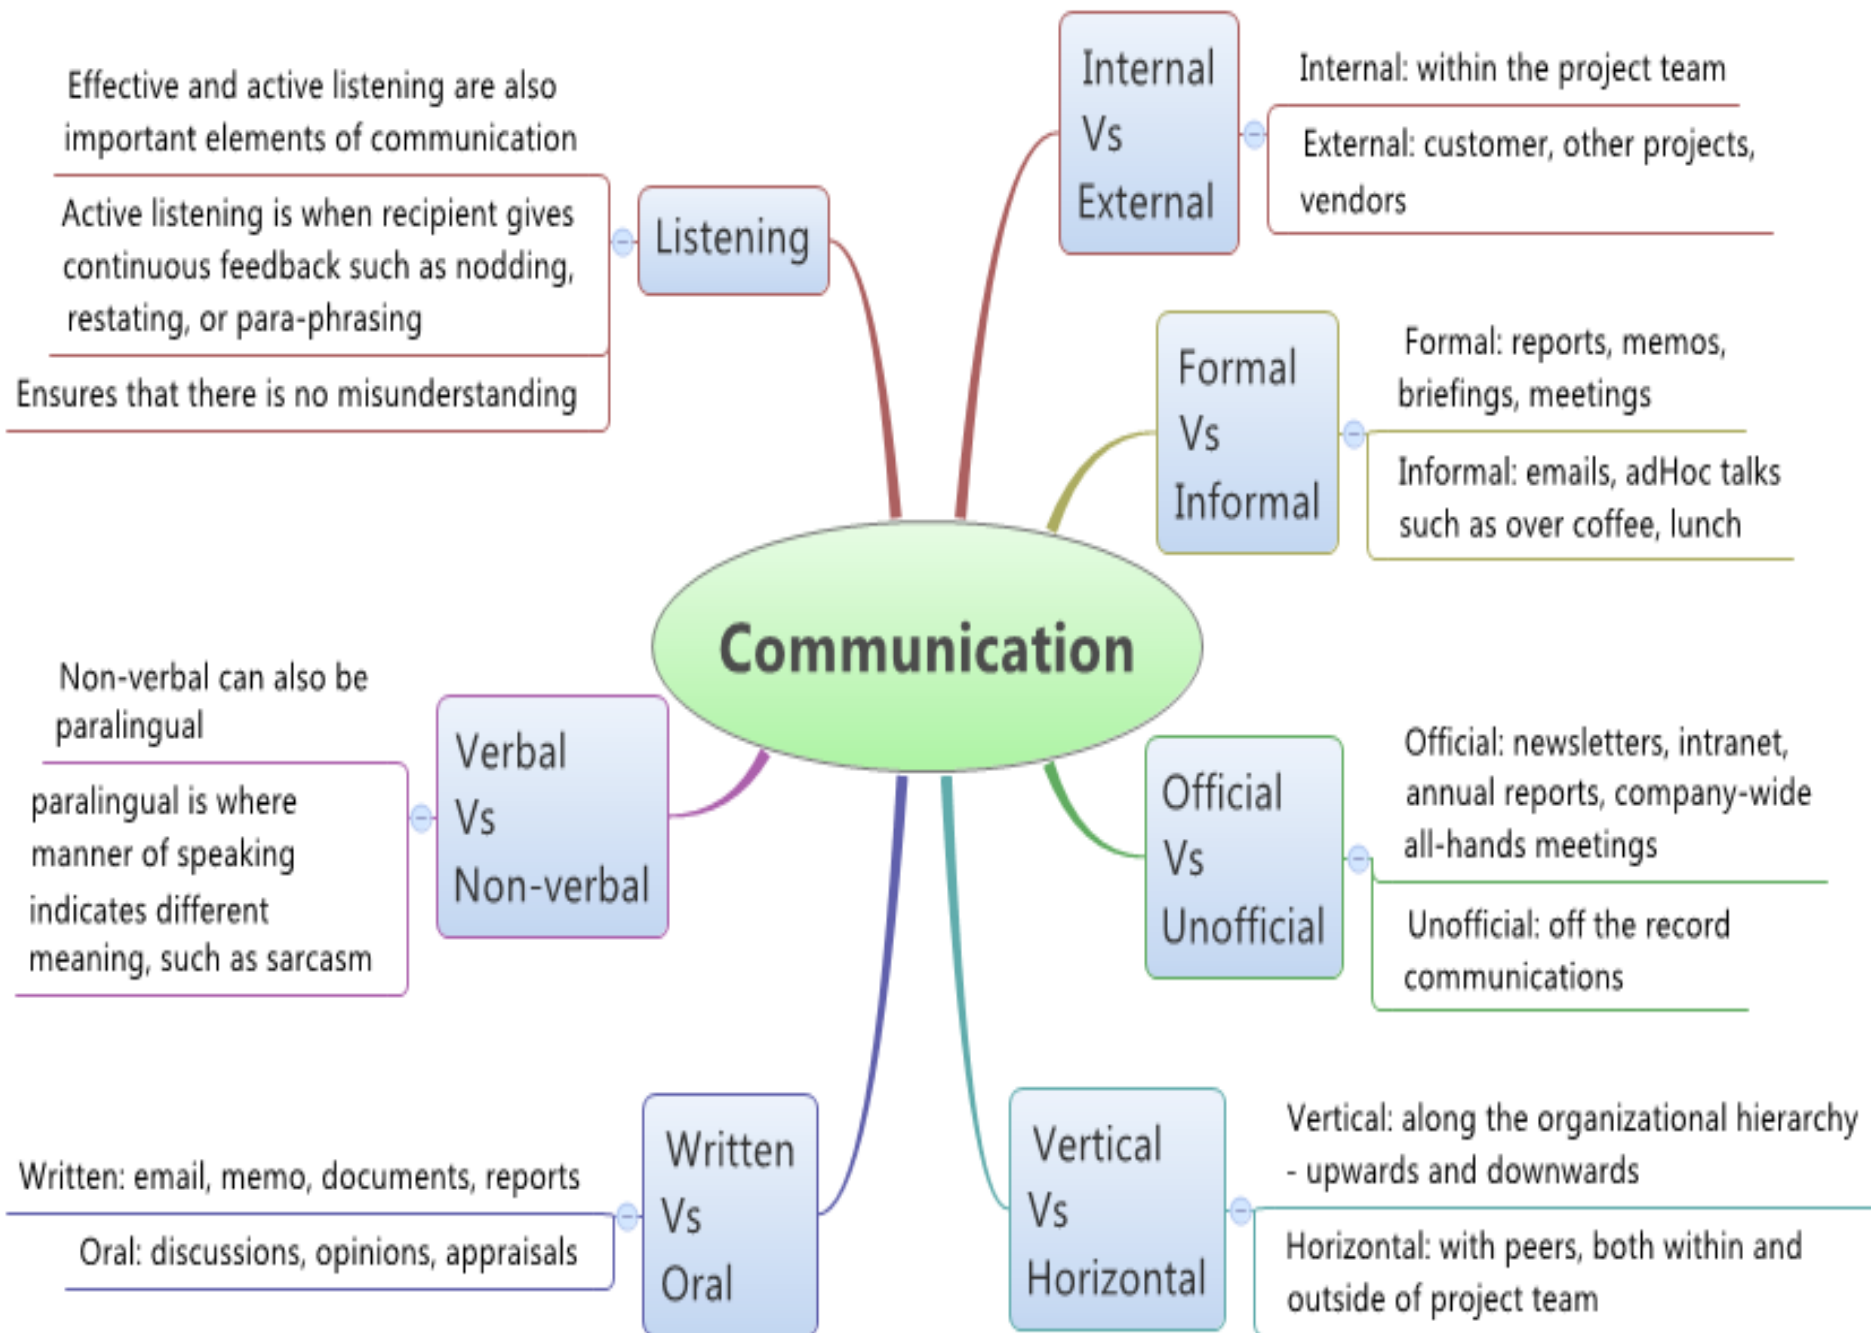 Communication
Internal
Vs
External
Internal: within the project team
External: customer, other projects,
vendors
Formal
Vs
Informal
Formal: reports, memos,
briefings, meetings
Informal: emails, adHoc talks
such as over coffee, lunch
Official
Vs
Unofficial
Official: newsletters, intranet,
annual reports, company-wide
all-hands meetings
Unofficial: off the record
communications
Vertical
Vs
Horizontal
Vertical: along the organizational hierarchy
- upwards and downwards
Horizontal: with peers, both within and
outside of project team
Written
Vs
Oral
Written: email, memo, documents, reports
Oral: discussions, opinions, appraisals
Verbal
Vs
Non-verbal
Non-verbal can also be
paralingual
paralingual is where
manner of speaking
indicates different
meaning, such as sarcasm
Listening
Effective and active listening are also
important elements of communication
Active listening is when recipient gives
continuous feedback such as nodding,
restating, or para-phrasing
Ensures that there is no misunderstanding